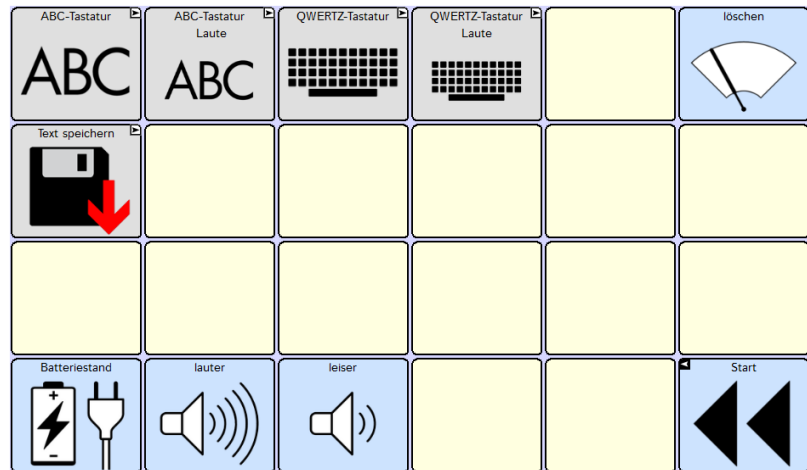 ABC-Tastatur
ABC
ABC-Tastatur
Laute
ABC
QWERTZ-Tastatur
QWERTZ-Tastatur
Laute
löschen
Text speichern
Batteriestand
lauter
leiser
Start